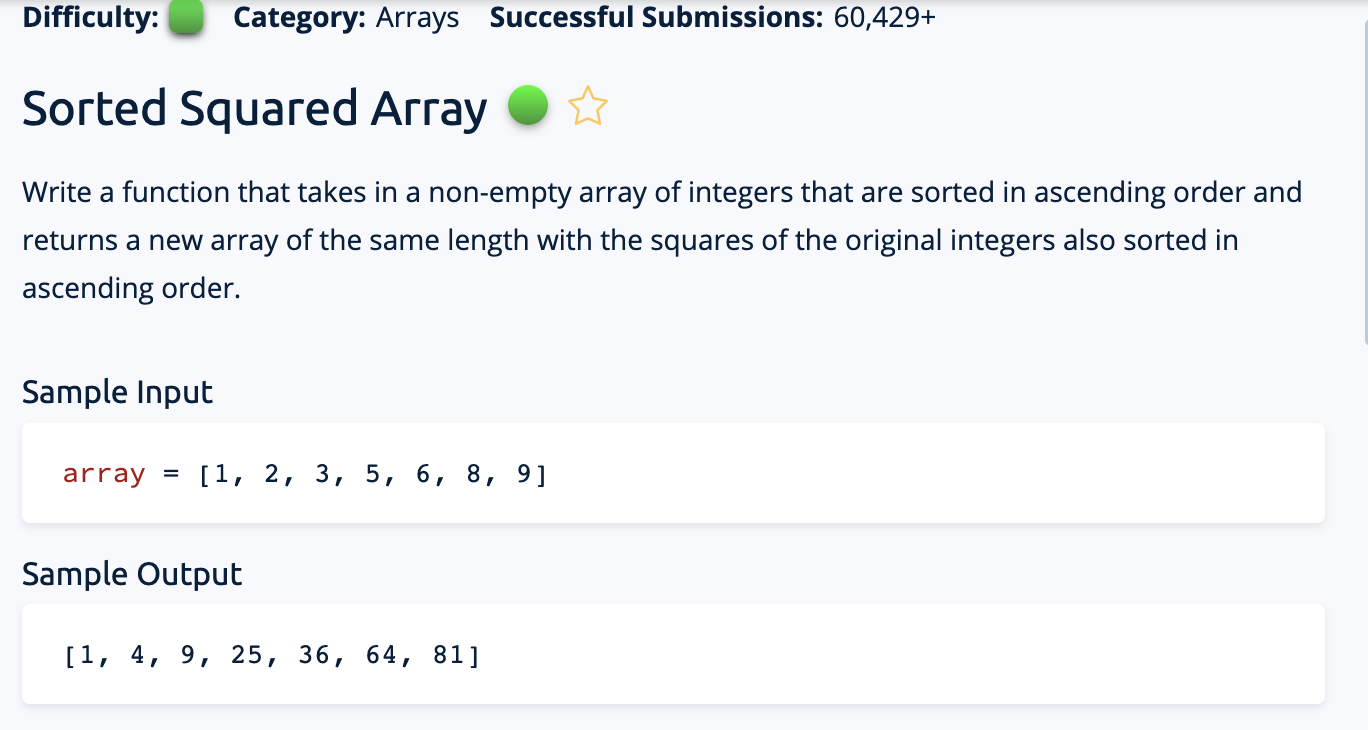 Difficulty: Category: Arrays Successful Submissions: 60,429+
Sorted Squared Array
Write a function that takes in a non-empty array of integers that are sorted in ascending order and
returns a new array of the same length with the squares of the original integers also sorted in
ascending order.
Sample Input
array = [1, 2, 3, 5, 6, 8, 9]
Sample Output
[1, 4, 9, 25, 36, 64, 81]